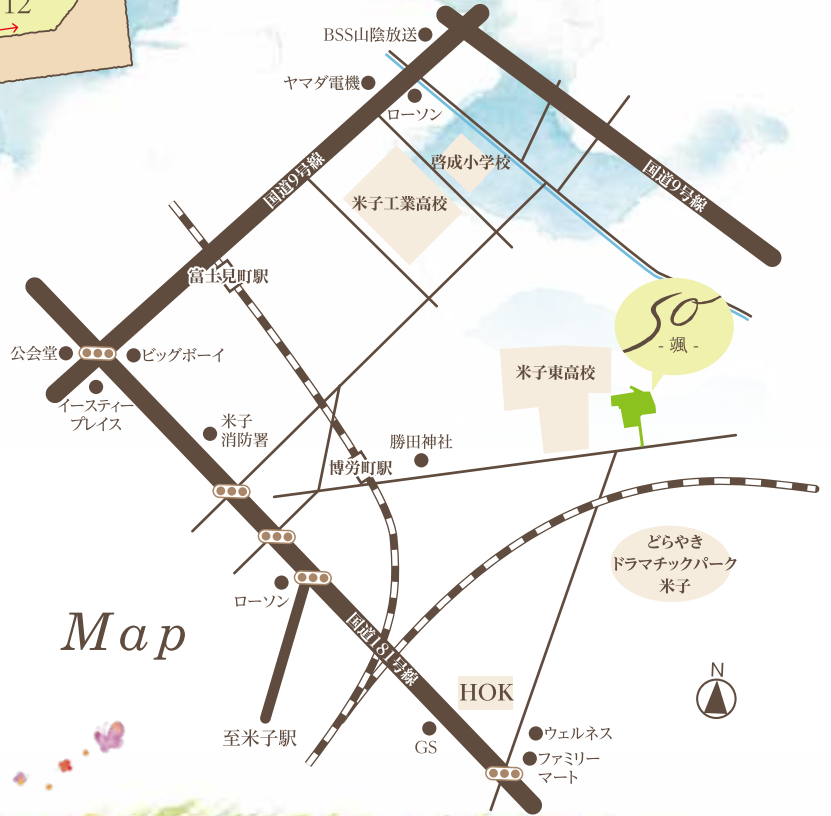 12
BSS山陰放送
ヤマダ電機
ローソン
国道9号線
啓成小学校
米子工業高校
国道9号線
富士見町駅
so
- 颯 -
公会堂
ビッグボーイ
イースティー
プレイス
米子東高校
米子
消防署
勝田神社
博労町駅
どらやき
ドラマチックパーク
米子
ローソン
Map
国道181号線
HOK
N
至米子駅
GS
ウェルネス
ファミリー
マート